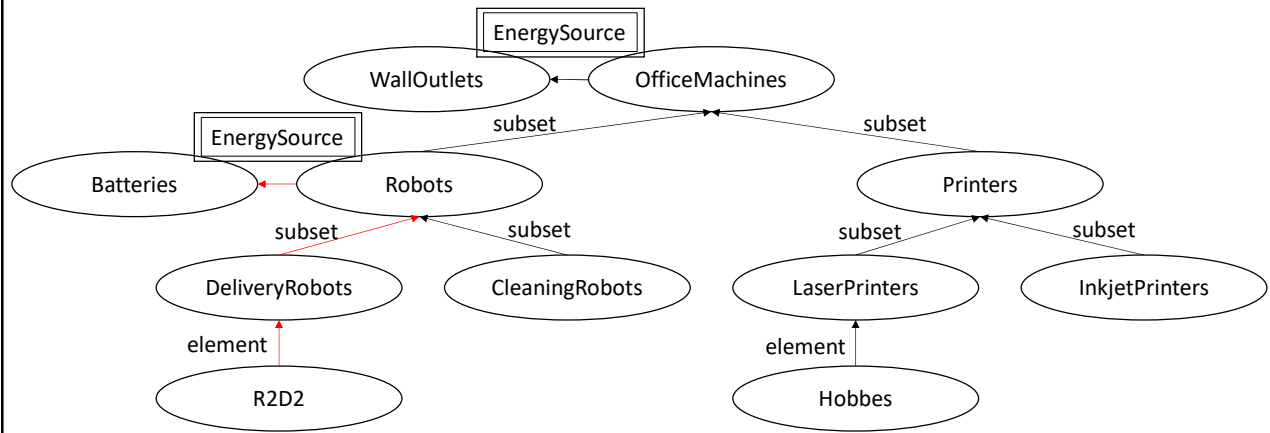 EnergySource
WallOutlets
OfficeMachines
subset
subset
EnergySource
Batteries
Robots
Printers
subset
subset
subset
subset
DeliveryRobots
CleaningRobots
LaserPrinters
InkjetPrinters
element
element
R2D2
Hobbes